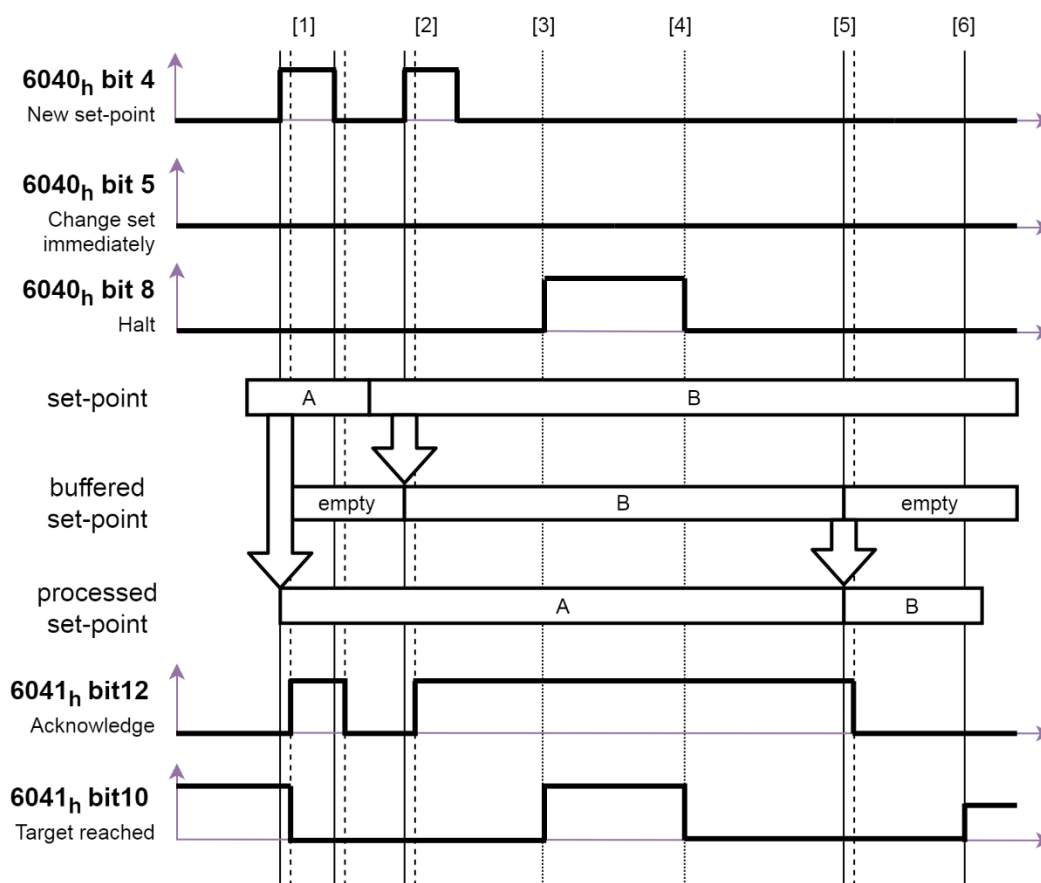 [1] [2] [3] [4] [5] [6]
6040h bit 4
New set-point
6040h bit 5
Change set
immediately
6040h bit 8
Halt
set-point
A B
buffered
set-point
empty B empty
processed
set-point
A B
6041h bit12
Acknowledge
6041h bit10
Target reached